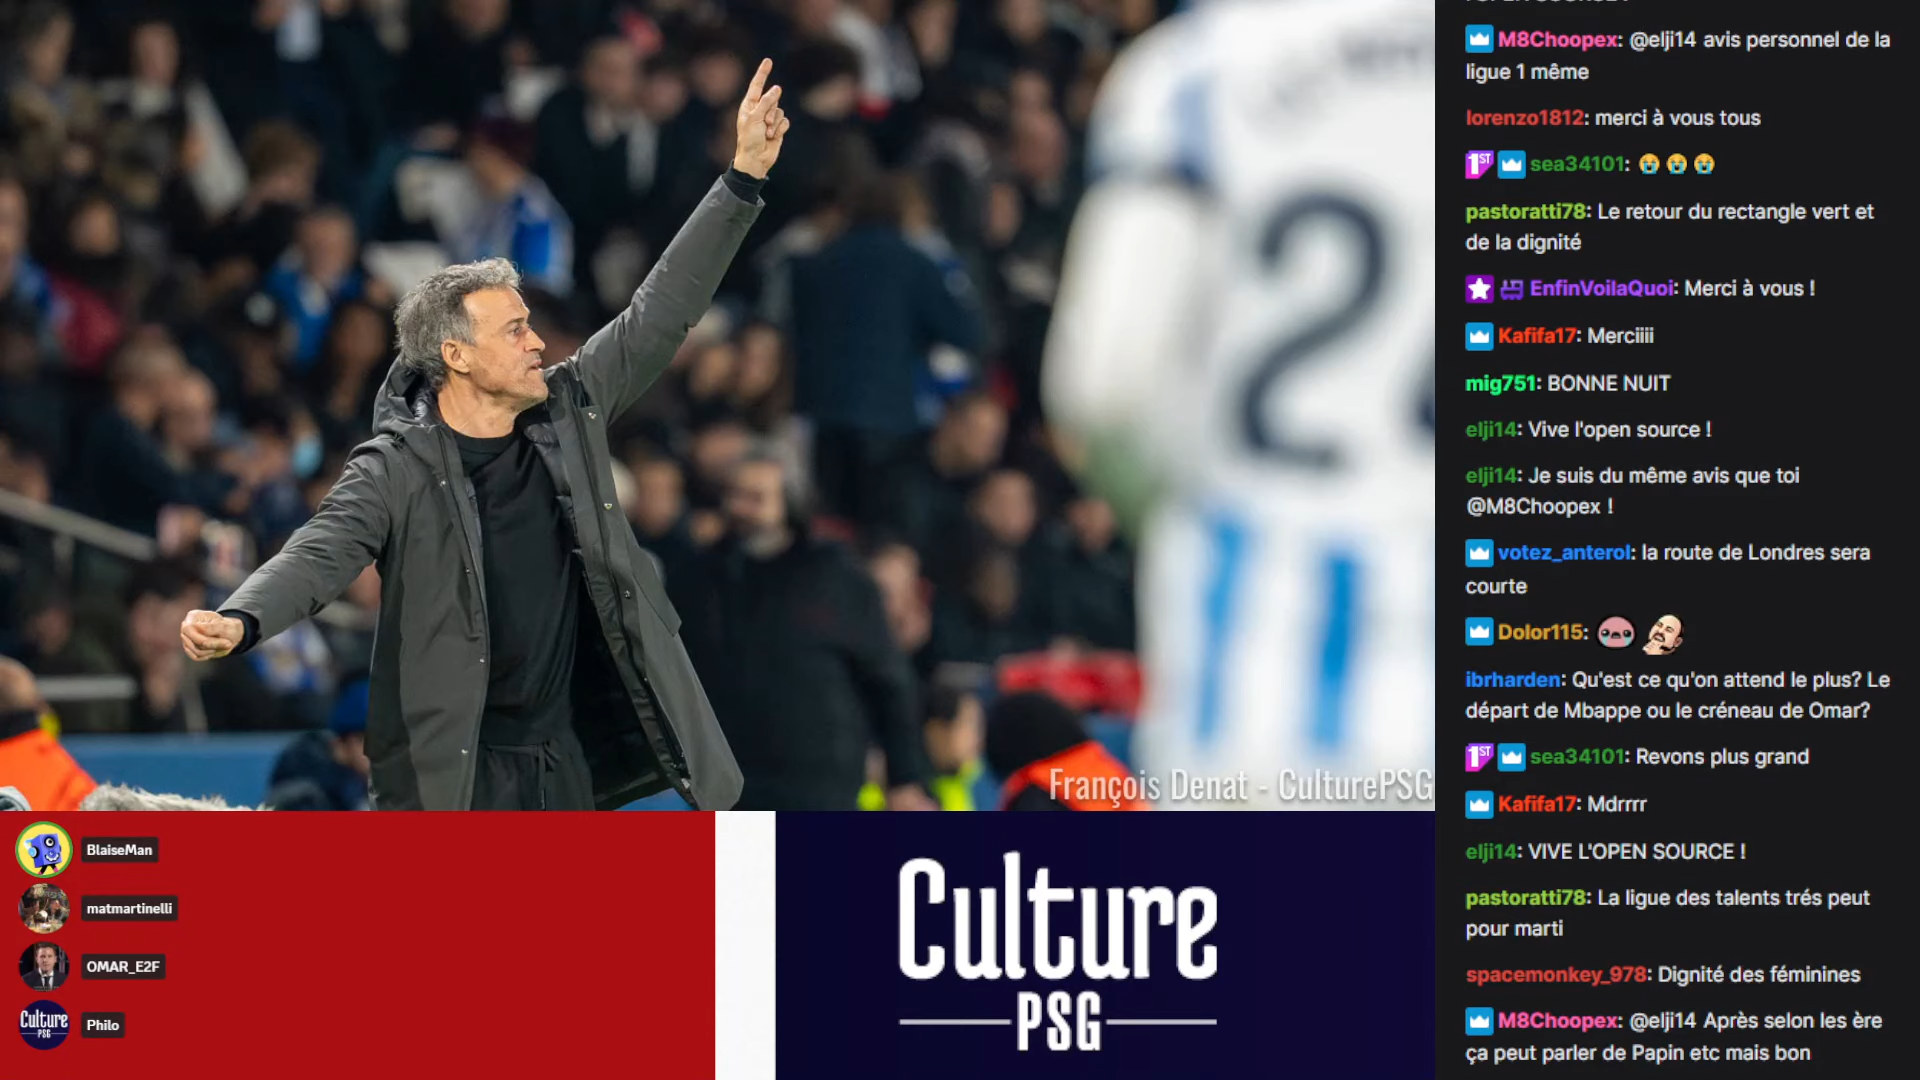 M8Choopex: @elji14 avis personnel de la
ligue 1 même
lorenzo1812: merci à vous tous
1ST sea34101: 😭 😭 😭
pastoratti78: Le retour du rectangle vert et
de la dignité
EnfinVoilaQuoi: Merci à vous !
Kafifa17: Merciiii
mig751: BONNE NUIT
elji14: Vive l'open source !
elji14: Je suis du même avis que toi
@M8Choopex !
votez_anterol: la route de Londres sera
courte
Dolor115:
ibrharden: Qu'est ce qu'on attend le plus? Le
départ de Mbappe ou le créneau de Omar?
1ST sea34101: Revons plus grand
Kafifa17: Mdrrrr
elji14: VIVE L'OPEN SOURCE !
pastoratti78: La ligue des talents trés peut
pour marti
spacemonkey_978: Dignité des féminines
M8Choopex: @elji14 Après selon les ère
ça peut parler de Papin etc mais bon
2
François Denat - CulturePSG
BlaiseMan
matmartinelli
OMAR_E2F
Culture
PSG
Philo
Culture
PSG